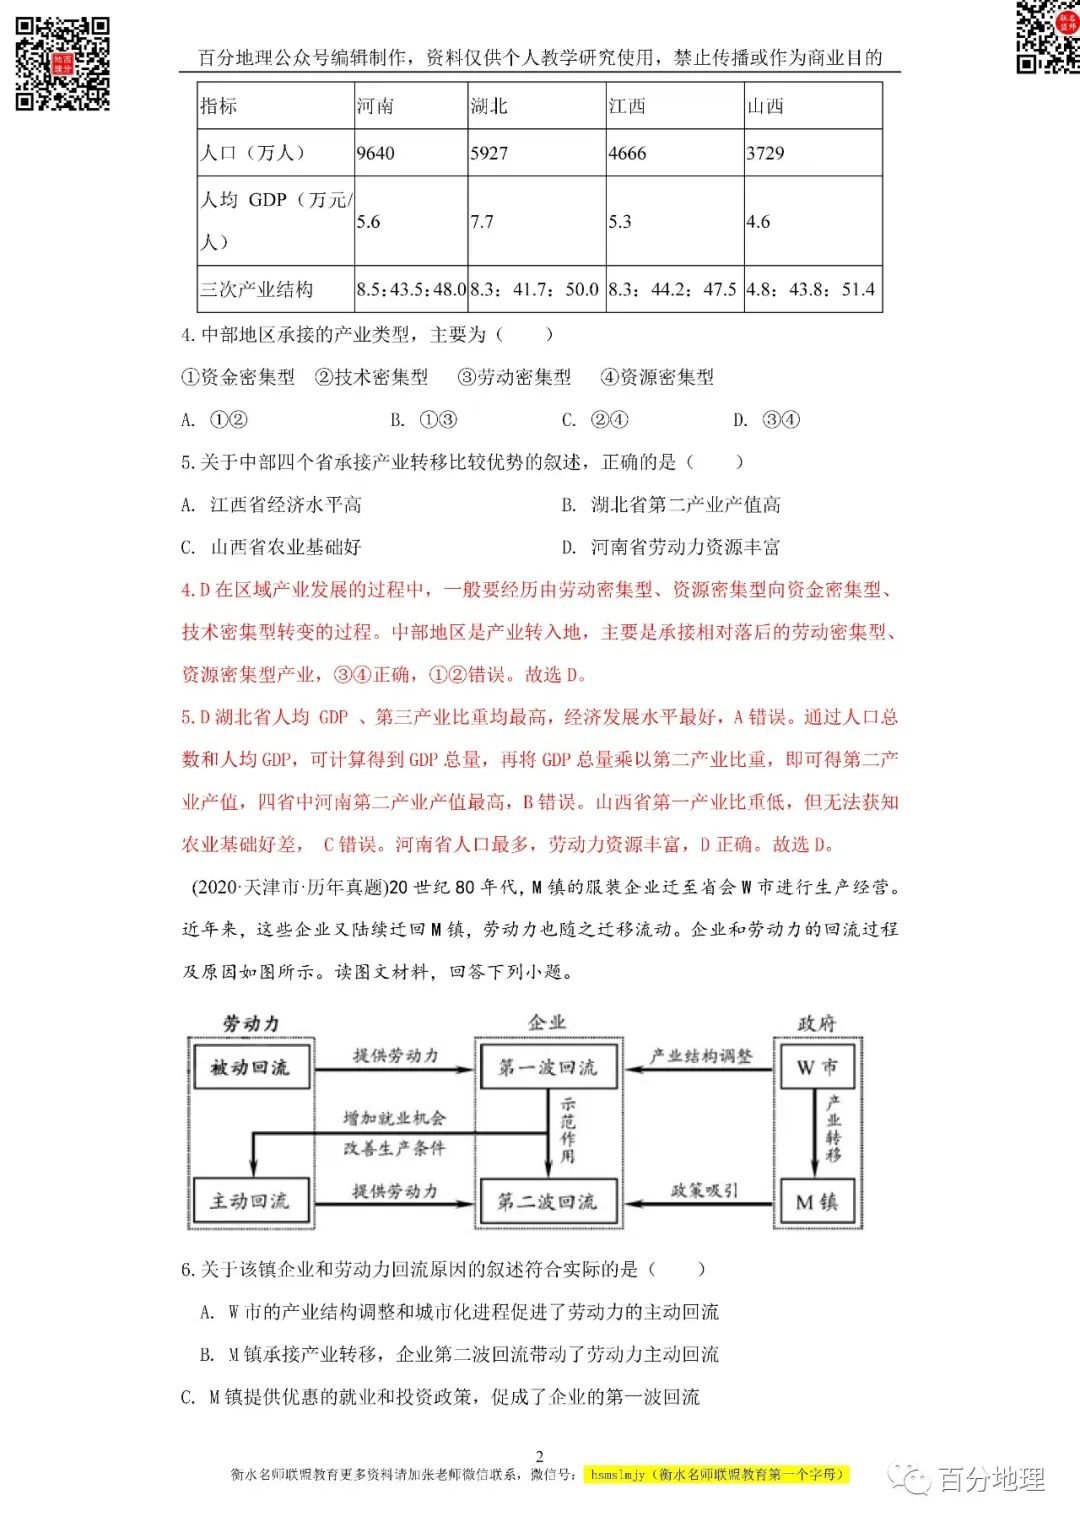 百分地理公众号编辑制作，资料仅供个人教学研究使用，禁止传播或作为商业目的
百分地理
联名资师
指标 河南 湖北 江西 山西
人口（万人） 9640 5927 4666 3729
人均 GDP（万元/人） 5.6 7.7 5.3 4.6
三次产业结构 8.5：43.5：48.0 8.3：41.7：50.0 8.3：44.2：47.5 4.8：43.8：51.4
4.中部地区承接的产业类型，主要为（　　）
①资金密集型 ②技术密集型 ③劳动密集型 ④资源密集型
A. ①② B. ①③ C. ②④ D. ③④
5.关于中部四个省承接产业转移比较优势的叙述，正确的是（　　）
A. 江西省经济水平高 B. 湖北省第二产业产值高
C. 山西省农业基础好 D. 河南省劳动力资源丰富
4.D 在区域产业发展的过程中，一般要经历由劳动密集型、资源密集型向资金密集型、
技术密集型转变的过程。中部地区是产业转入地，主要是承接相对落后的劳动密集型、
资源密集型产业，③④正确，①②错误。故选 D。
5.D 湖北省人均 GDP 、第三产业比重均最高，经济发展水平最好，A 错误。通过人口总
数和人均 GDP，可计算得到 GDP 总量，再将 GDP 总量乘以第二产业比重，即可得第二产
业产值，四省中河南第二产业产值最高，B 错误。山西省第一产业比重低，但无法获知
农业基础好差， C 错误。河南省人口最多，劳动力资源丰富，D 正确。故选 D。
(2020·天津市·历年真题)20 世纪 80 年代，M 镇的服装企业迁至省会 W 市进行生产经营。
近年来，这些企业又陆续迁回 M 镇，劳动力也随之迁移流动。企业和劳动力的回流过程
及原因如图所示。读图文材料，回答下列小题。
劳动力 企业 政府
被动回流 提供劳动力 第一波回流 产业结构调整 W 市
增加就业机会
改善生产条件
示范作用
产业转移
主动回流 提供劳动力 第二波回流 政策吸引 M 镇
6.关于该镇企业和劳动力回流原因的叙述符合实际的是（　　）
A. W 市的产业结构调整和城市化进程促进了劳动力的主动回流
B. M 镇承接产业转移，企业第二波回流带动了劳动力主动回流
C. M 镇提供优惠的就业和投资政策，促成了企业的第一波回流
2
衡水名师联盟教育更多资料请加张老师微信联系，微信号： hsmslmjy（衡水名师联盟教育第一个字母）
百分地理